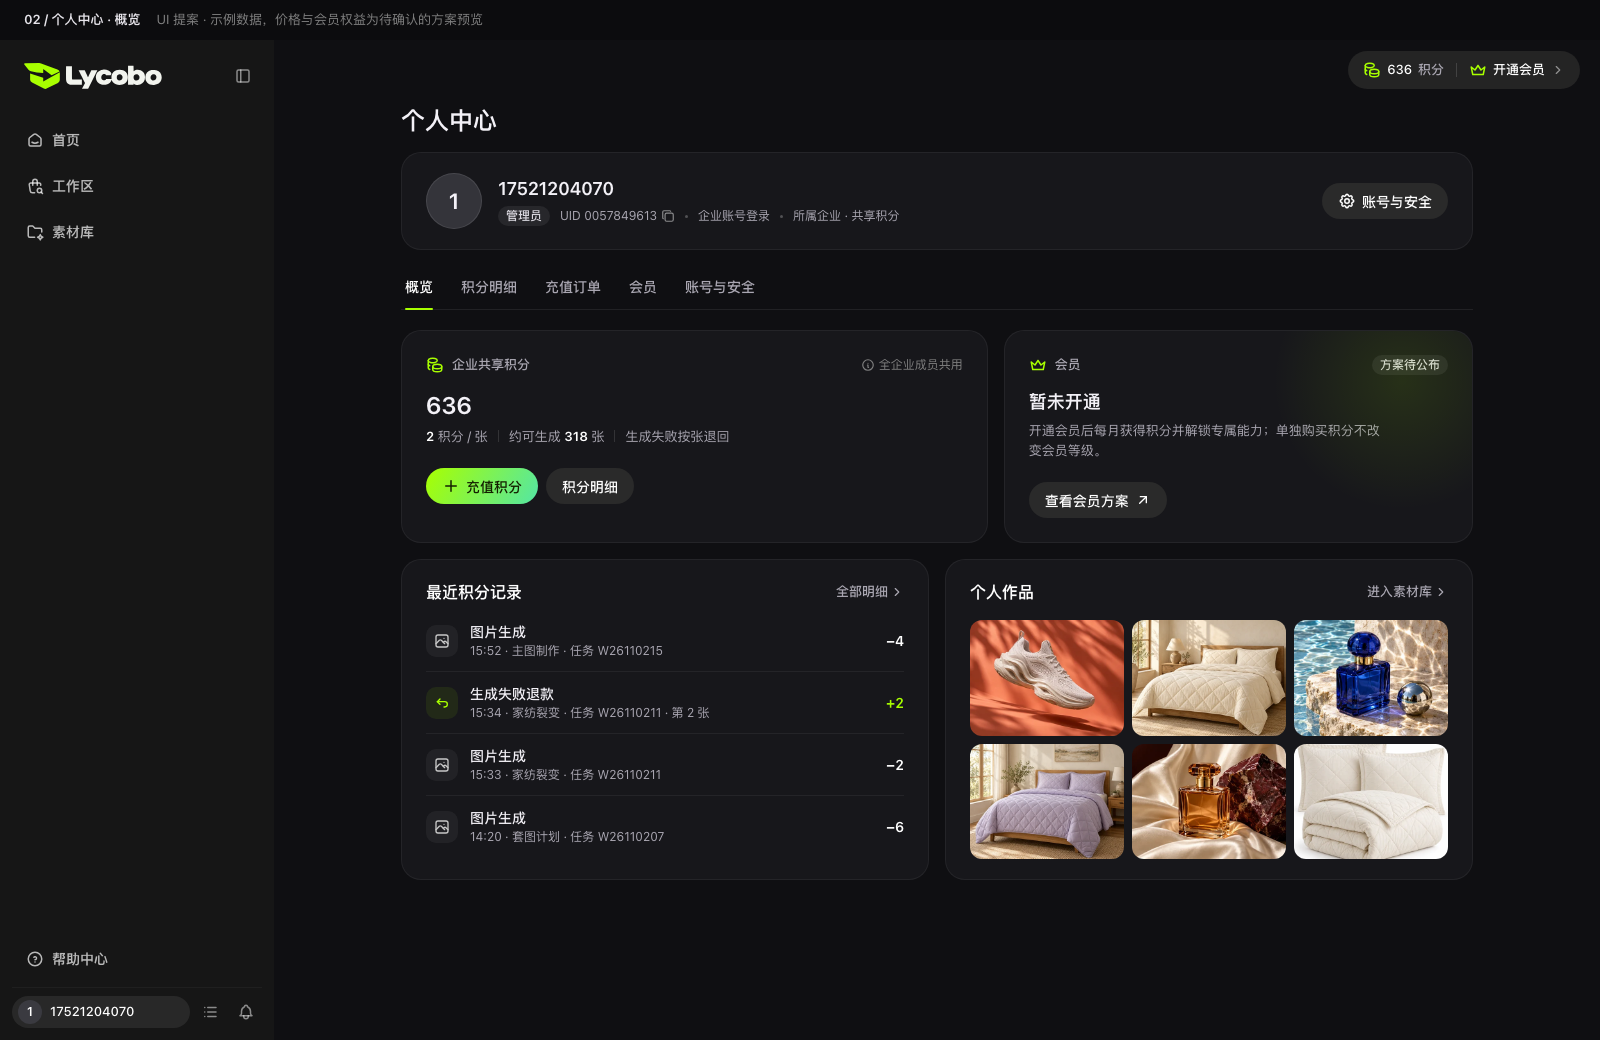 02 / 个人中心 · 概览 UI 提案 · 示例数据，价格与会员权益为待确认的方案预览
Lycobo
636 积分 开通会员
首页
工作区
素材库
个人中心
1
17521204070
管理员 UID 0057849613 • 企业账号登录 • 所属企业 · 共享积分
账号与安全
概览 积分明细 充值订单 会员 账号与安全
企业共享积分 全企业成员共用
636
2 积分 / 张 约可生成 318 张 生成失败按张退回
充值积分 积分明细
会员 方案待公布
暂未开通
开通会员后每月获得积分并解锁专属能力；单独购买积分不改
变会员等级。
查看会员方案
最近积分记录 全部明细
图片生成
15:52 · 主图制作 · 任务 W26110215
−4
生成失败退款
15:34 · 家纺裂变 · 任务 W26110211 · 第 2 张
+2
图片生成
15:33 · 家纺裂变 · 任务 W26110211
−2
图片生成
14:20 · 套图计划 · 任务 W26110207
−6
个人作品 进入素材库
帮助中心
1 17521204070